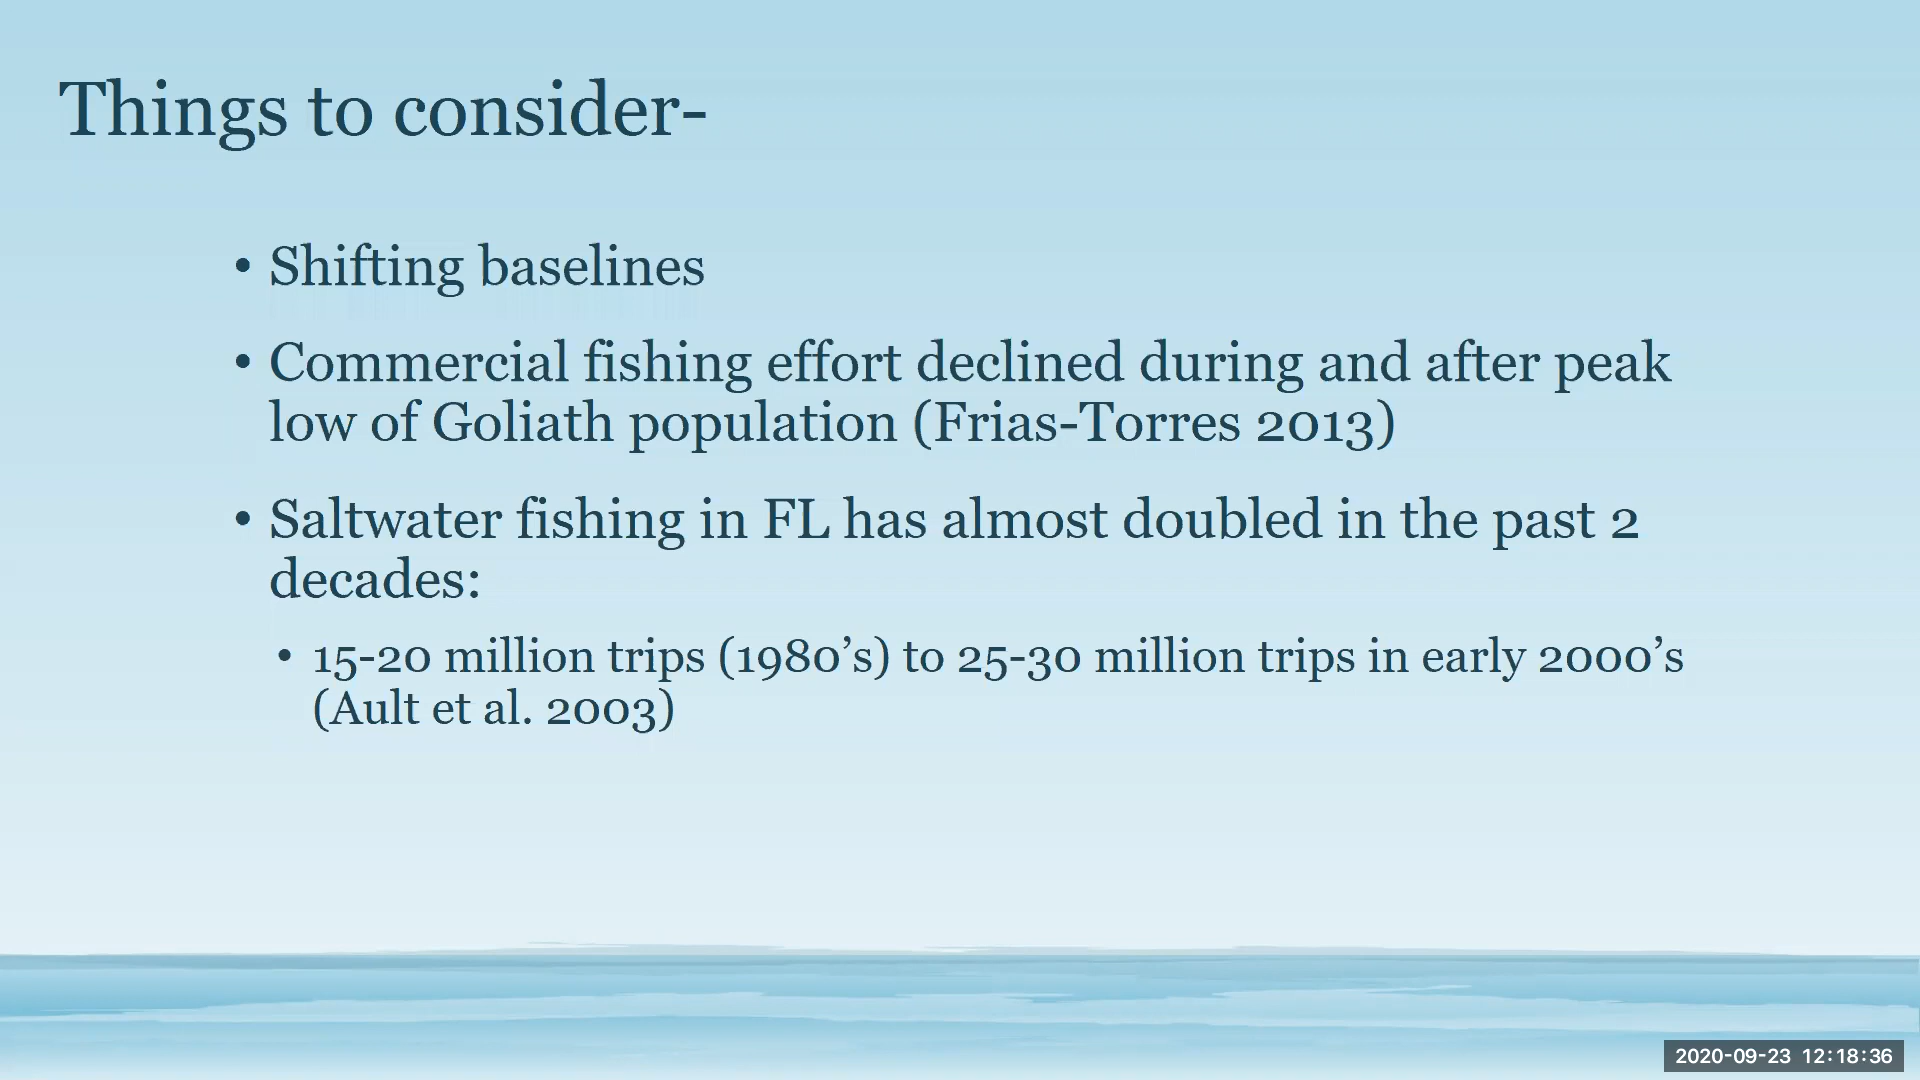 Things to consider-
• Shifting baselines
• Commercial fishing effort declined during and after peak
low of Goliath population (Frias-Torres 2013)
• Saltwater fishing in FL has almost doubled in the past 2
decades:
• 15-20 million trips (1980’s) to 25-30 million trips in early 2000’s
(Ault et al. 2003)
2020-09-23 12:18:36